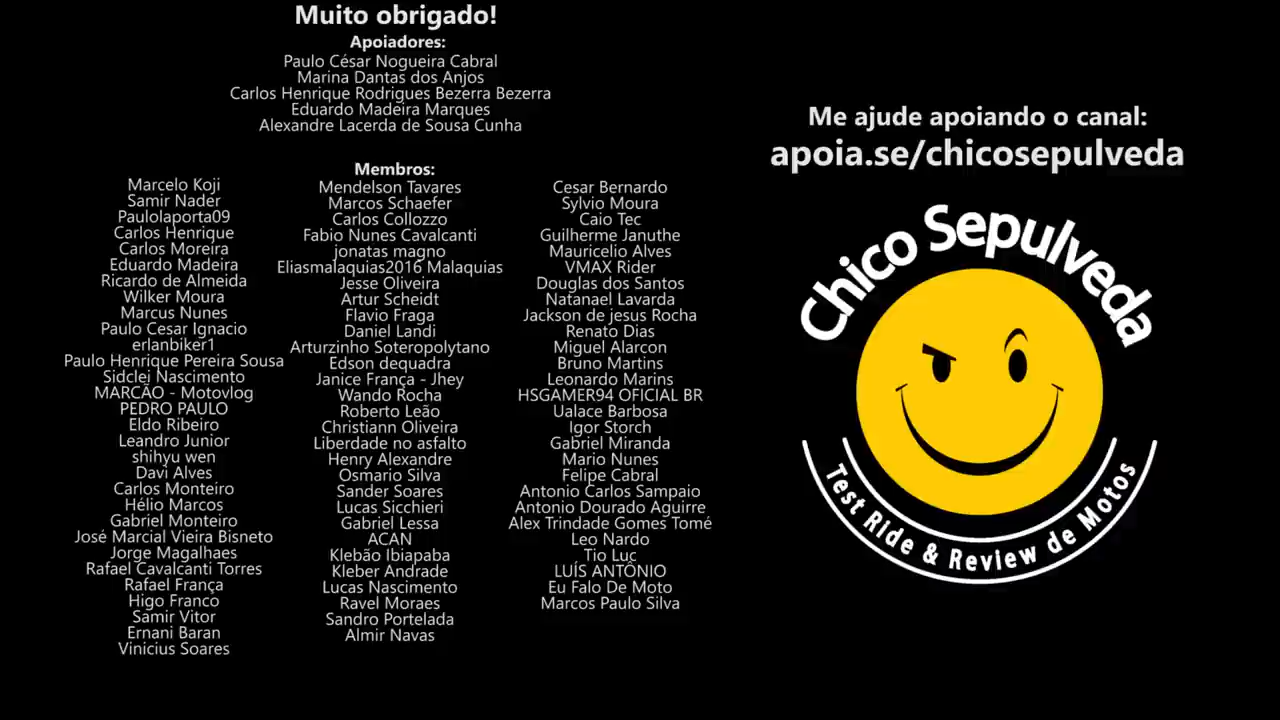 Muito obrigado!
Apoiadores:
Paulo César Nogueira Cabral
Marina Dantas dos Anjos
Carlos Henrique Rodrigues Bezerra Bezerra
Eduardo Madeira Marques
Alexandre Lacerda de Sousa Cunha
Membros:
Marcelo Koji
Samir Nader
Paulolaporta09
Carlos Henrique
Carlos Moreira
Eduardo Madeira
Ricardo de Almeida
Wilker Moura
Marcus Nunes
Paulo Cesar Ignacio
erlanbiker1
Paulo Henrique Pereira Sousa
Sidclei Nascimento
MARCÃO - Motovlog
PEDRO PAULO
Eldo Ribeiro
Leandro Junior
shihyu wen
Davi Alves
Carlos Monteiro
Hélio Marcos
Gabriel Monteiro
José Marcial Vieira Bisneto
Jorge Magalhaes
Rafael Cavalcanti Torres
Rafael França
Higo Franco
Samir Vitor
Ernani Baran
Vinicius Soares
Mendelson Tavares
Marcos Schaefer
Carlos Collozzo
Fabio Nunes Cavalcanti
jonatas magno
Eliasmalaquias2016 Malaquias
Jesse Oliveira
Artur Scheidt
Flavio Fraga
Daniel Landi
Arturzinho Soteropolytano
Edson dequadra
Janice França - Jhey
Wando Rocha
Roberto Leão
Christiann Oliveira
Liberdade no asfalto
Henry Alexandre
Osmario Silva
Sander Soares
Lucas Sicchieri
Gabriel Lessa
ACAN
Klebão Ibiapaba
Kleber Andrade
Lucas Nascimento
Ravel Moraes
Sandro Portelada
Almir Navas
Cesar Bernardo
Sylvio Moura
Caio Tec
Guilherme Januthe
Mauricelio Alves
VMAX Rider
Douglas dos Santos
Natanael Lavarda
Jackson de jesus Rocha
Renato Dias
Miguel Alarcon
Bruno Martins
Leonardo Marins
HSGAMER94 OFICIAL BR
Ualace Barbosa
Igor Storch
Gabriel Miranda
Mario Nunes
Felipe Cabral
Antonio Carlos Sampaio
Antonio Dourado Aguirre
Alex Trindade Gomes Tomé
Leo Nardo
Tio Luc
LUÍS ANTÔNIO
Eu Falo De Moto
Marcos Paulo Silva
Me ajude apoiando o canal:
apoia.se/chicosepulveda
Chico Sepulveda
Test Ride & Review de Motos